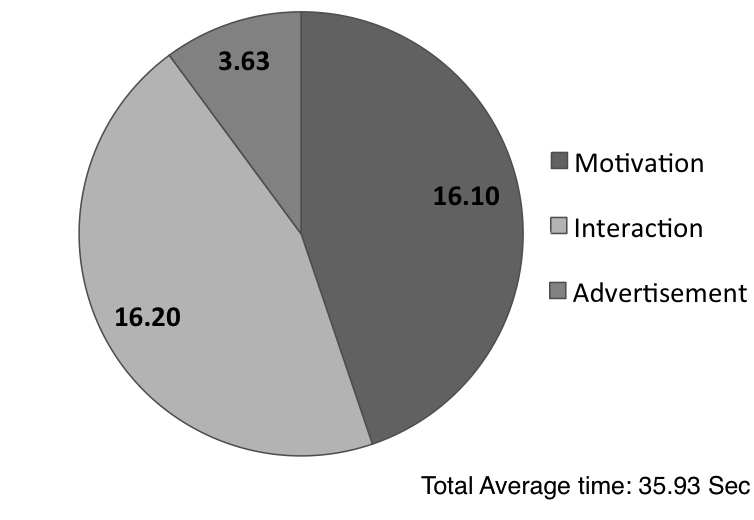 3.63
16.10
16.20
Motivation
Interaction
Advertisement
Total Average time: 35.93 Sec